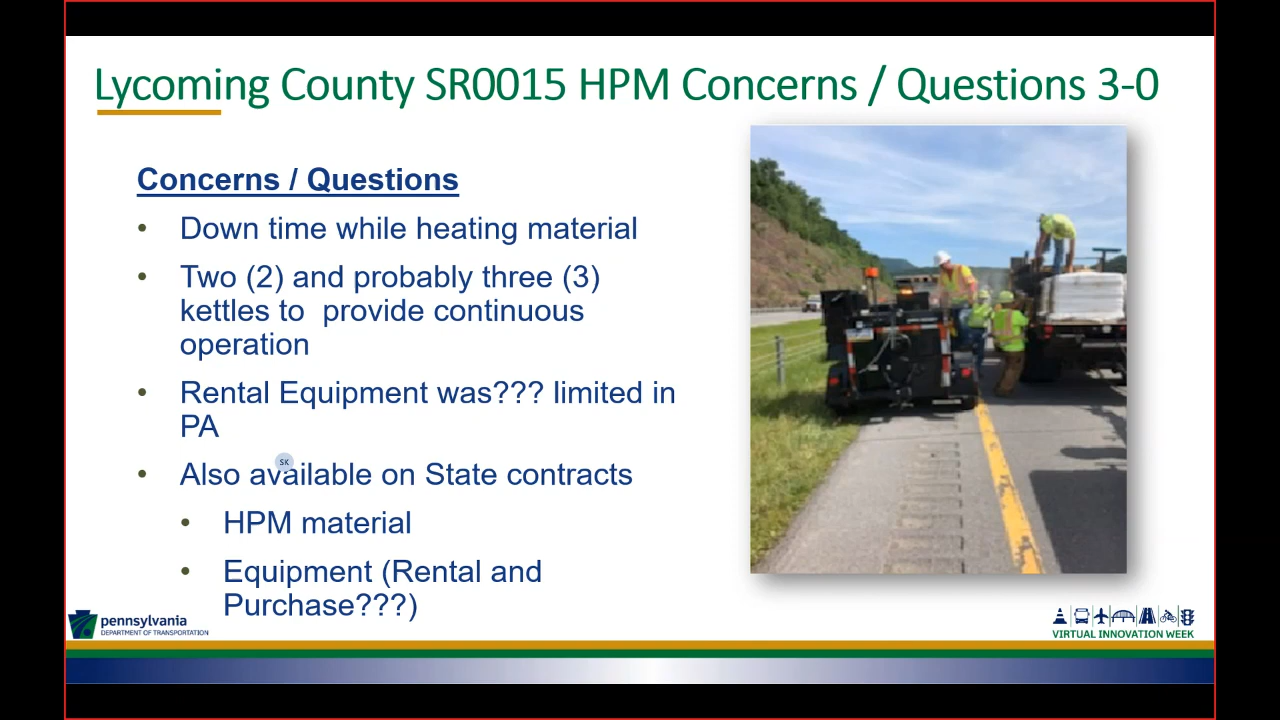 Lycoming County SR0015 HPM Concerns / Questions 3-0
Concerns / Questions
• Down time while heating material
• Two (2) and probably three (3)
kettles to  provide continuous
operation
• Rental Equipment was??? limited in
PA
SK
• Also available on State contracts
• HPM material
• Equipment (Rental and
Purchase???)
pennsylvania
DEPARTMENT OF TRANSPORTATION
VIRTUAL INNOVATION WEEK